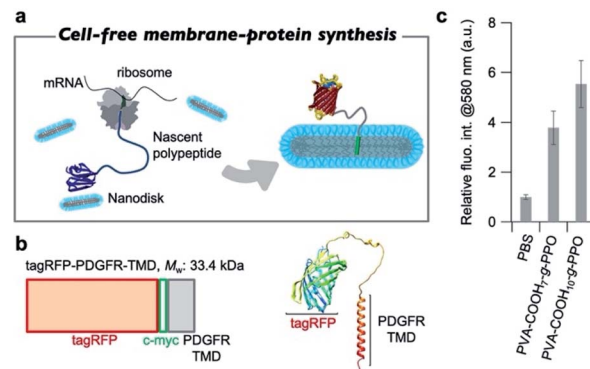 a
Cell-free membrane-protein synthesis
mRNA
ribosome
Nascent
polypeptide
Nanodisk
b
tagRFP-PDGFR-TMD, Mw: 33.4 kDa
tagRFP
c-myc
PDGFR
TMD
tagRFP
PDGFR
TMD
c
Relative fluo. int. @580 nm (a.u.)
8
6
4
2
0
PBS
PVA-COOH7-g-PPO
PVA-COOH10-g-PPO